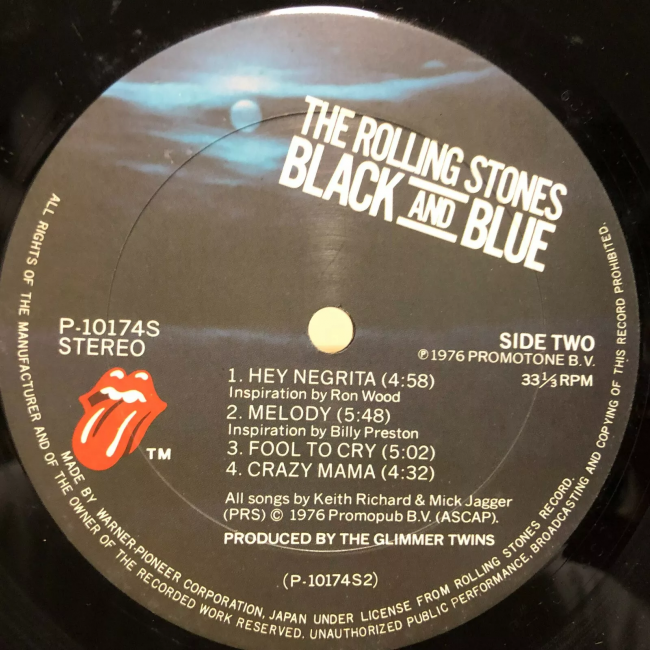 THE ROLLING STONES
BLACK AND BLUE
P-10174S
STEREO
SIDE TWO
℗1976 PROMOTONE B.V.
33⅓RPM
1. HEY NEGRITA (4:58)
Inspiration by Ron Wood
2. MELODY (5:48)
Inspiration by Billy Preston
3. FOOL TO CRY (5:02)
4. CRAZY MAMA (4:32)
TM
All songs by Keith Richard & Mick Jagger
(PRS) © 1976 Promopub B.V. (ASCAP).
PRODUCED BY THE GLIMMER TWINS
(P-10174S2)
MADE BY WARNER-PIONEER CORPORATION, JAPAN UNDER LICENSE FROM ROLLING STONES RECORD.
ALL RIGHTS OF THE MANUFACTURER AND OF THE OWNER OF THE RECORDED WORK RESERVED. UNAUTHORIZED PUBLIC PERFORMANCE, BROADCASTING AND COPYING OF THIS RECORD PROHIBITED.